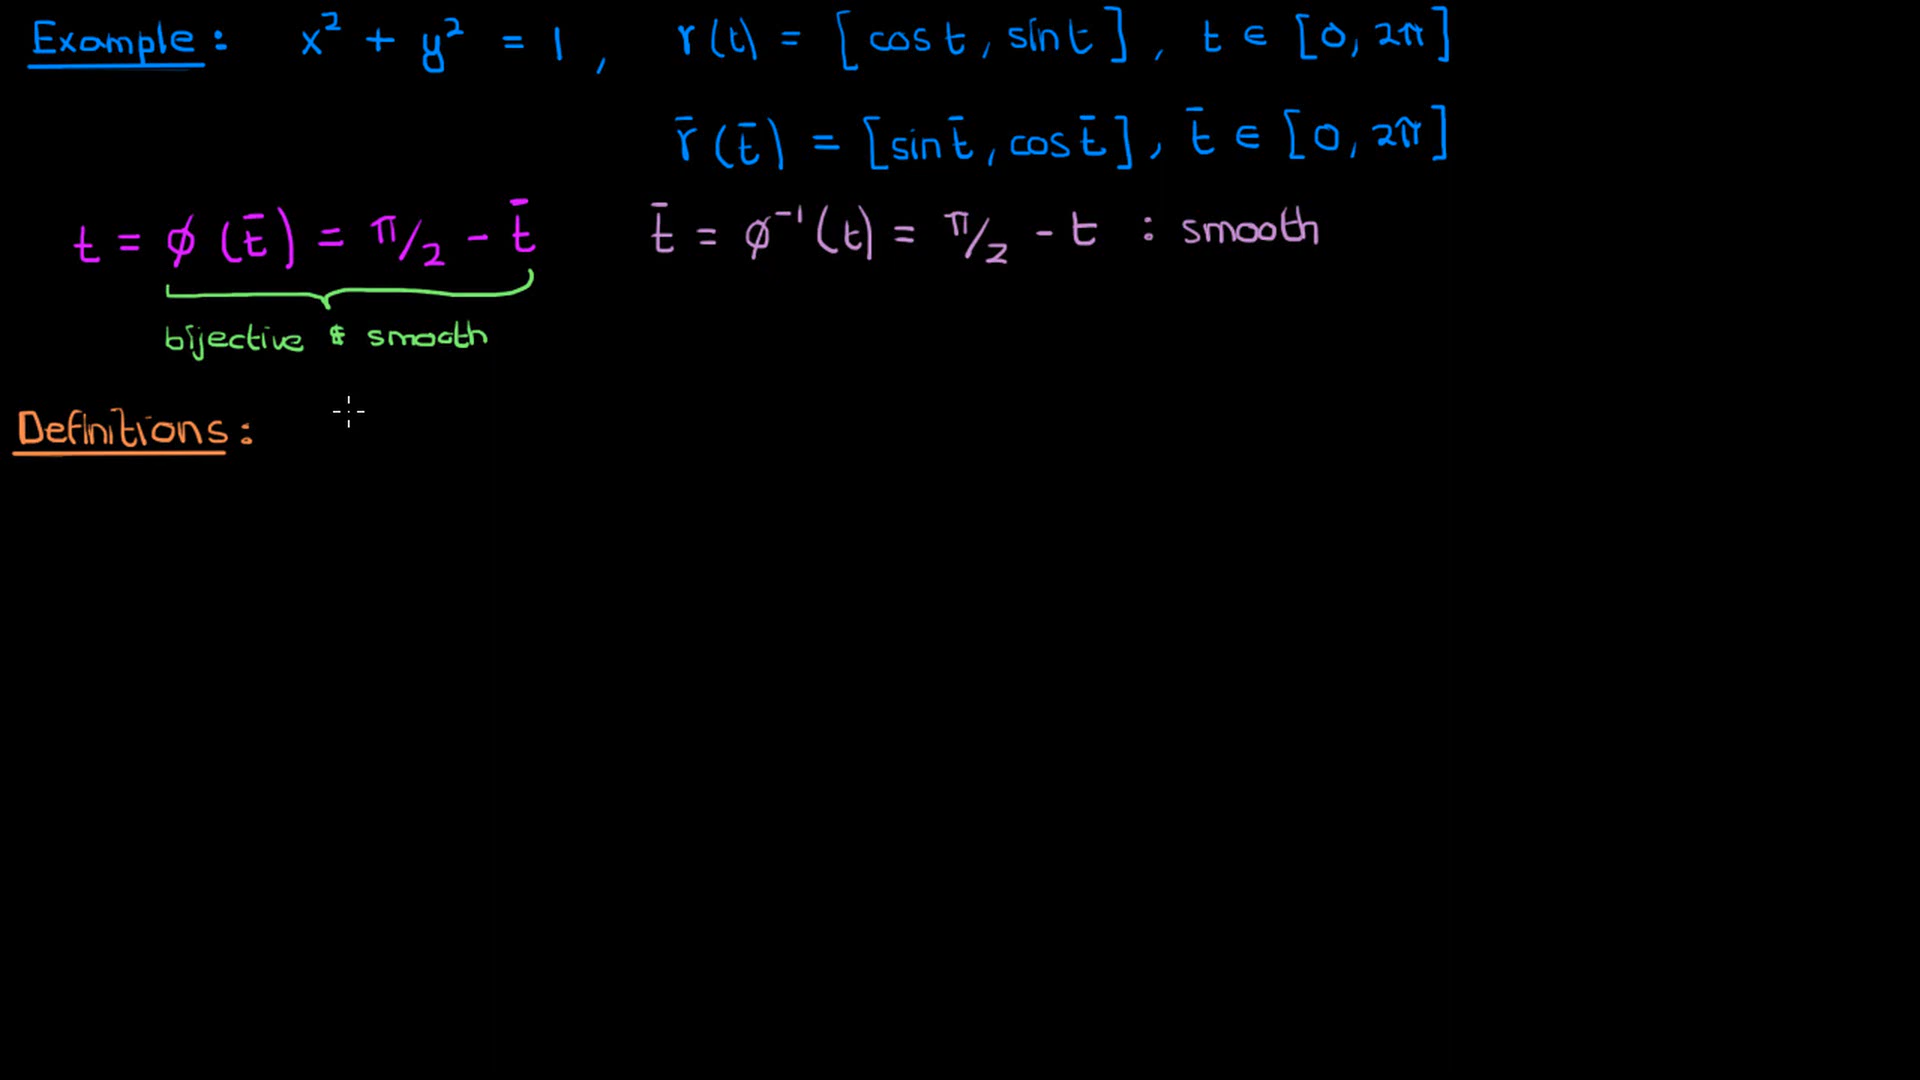 Example: x² + y² = 1, r(t) = [cos t, sin t], t ∈ [0, 2π]
r̄(t̄) = [sin t̄, cos t̄], t̄ ∈ [0, 2π]
t = φ(t̄) = π/2 - t̄ t̄ = φ⁻¹(t) = π/2 - t : smooth
bijective & smooth
Definitions: